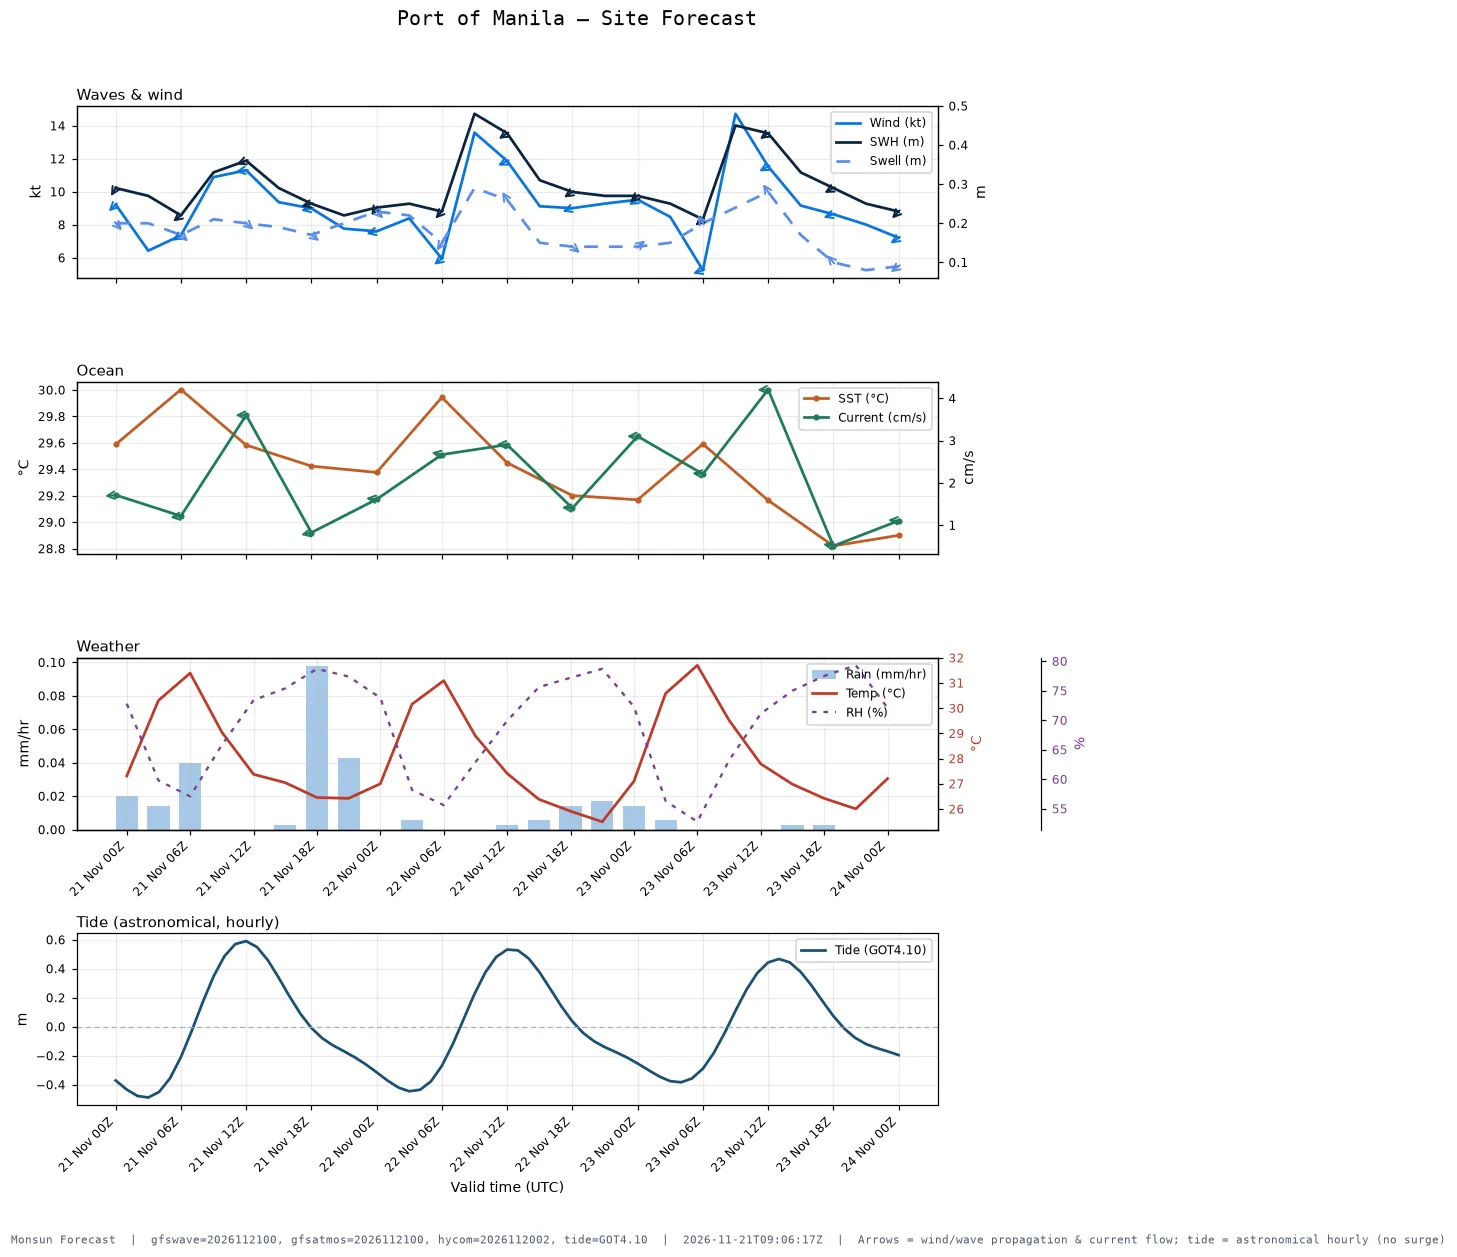 Port of Manila — Site Forecast
Waves & wind
14
12
10
8
6
kt
0.5
0.4
0.3
0.2
0.1
m
Wind (kt)
SWH (m)
Swell (m)
Ocean
30.0
29.8
29.6
29.4
29.2
29.0
28.8
°C
4
3
2
1
cm/s
SST (°C)
Current (cm/s)
Weather
0.10
0.08
0.06
0.04
0.02
0.00
mm/hr
32
31
30
29
28
27
26
°C
80
75
70
65
60
55
%
Rain (mm/hr)
Temp (°C)
RH (%)
21 Nov 00Z
21 Nov 06Z
21 Nov 12Z
21 Nov 18Z
22 Nov 00Z
22 Nov 06Z
22 Nov 12Z
22 Nov 18Z
23 Nov 00Z
23 Nov 06Z
23 Nov 12Z
23 Nov 18Z
24 Nov 00Z
Tide (astronomical, hourly)
0.6
0.4
0.2
0.0
−0.2
−0.4
m
Tide (GOT4.10)
21 Nov 00Z
21 Nov 06Z
21 Nov 12Z
21 Nov 18Z
22 Nov 00Z
22 Nov 06Z
22 Nov 12Z
22 Nov 18Z
23 Nov 00Z
23 Nov 06Z
23 Nov 12Z
23 Nov 18Z
24 Nov 00Z
Valid time (UTC)
Monsun Forecast | gfswave=2026112100, gfsatmos=2026112100, hycom=2026112002, tide=GOT4.10 | 2026-11-21T09:06:17Z | Arrows = wind/wave propagation & current flow; tide = astronomical hourly (no surge)